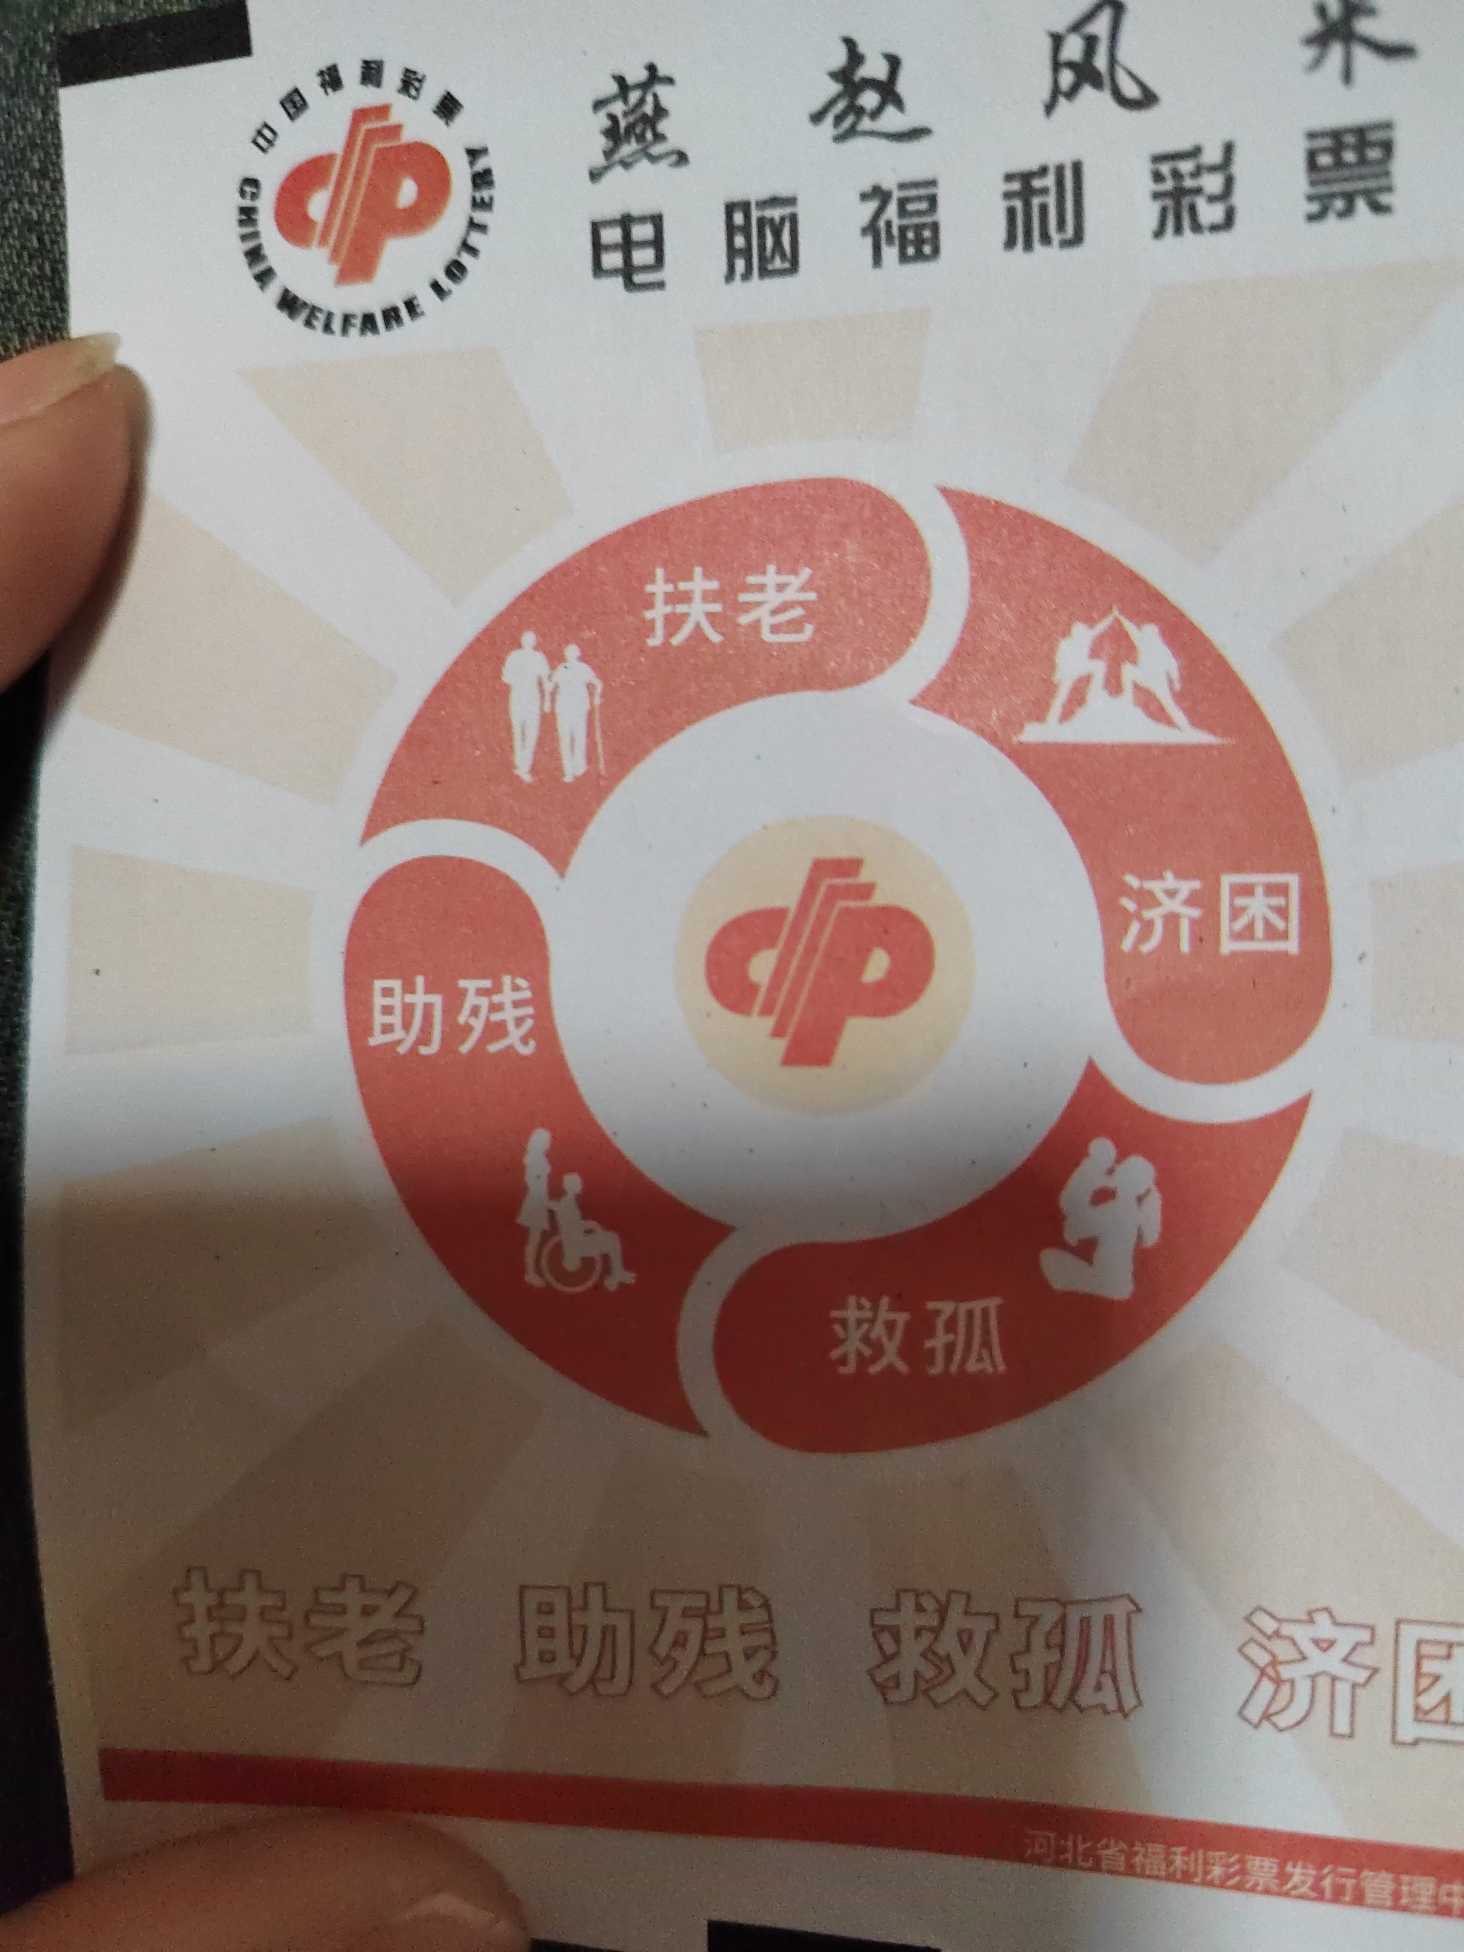 中国福利彩票
CHINA WELFARE LOTTERY
燕赵风采
电脑福利彩票
扶老
济困
助残
救孤
扶老 助残 救孤 济困
河北省福利彩票发行管理中